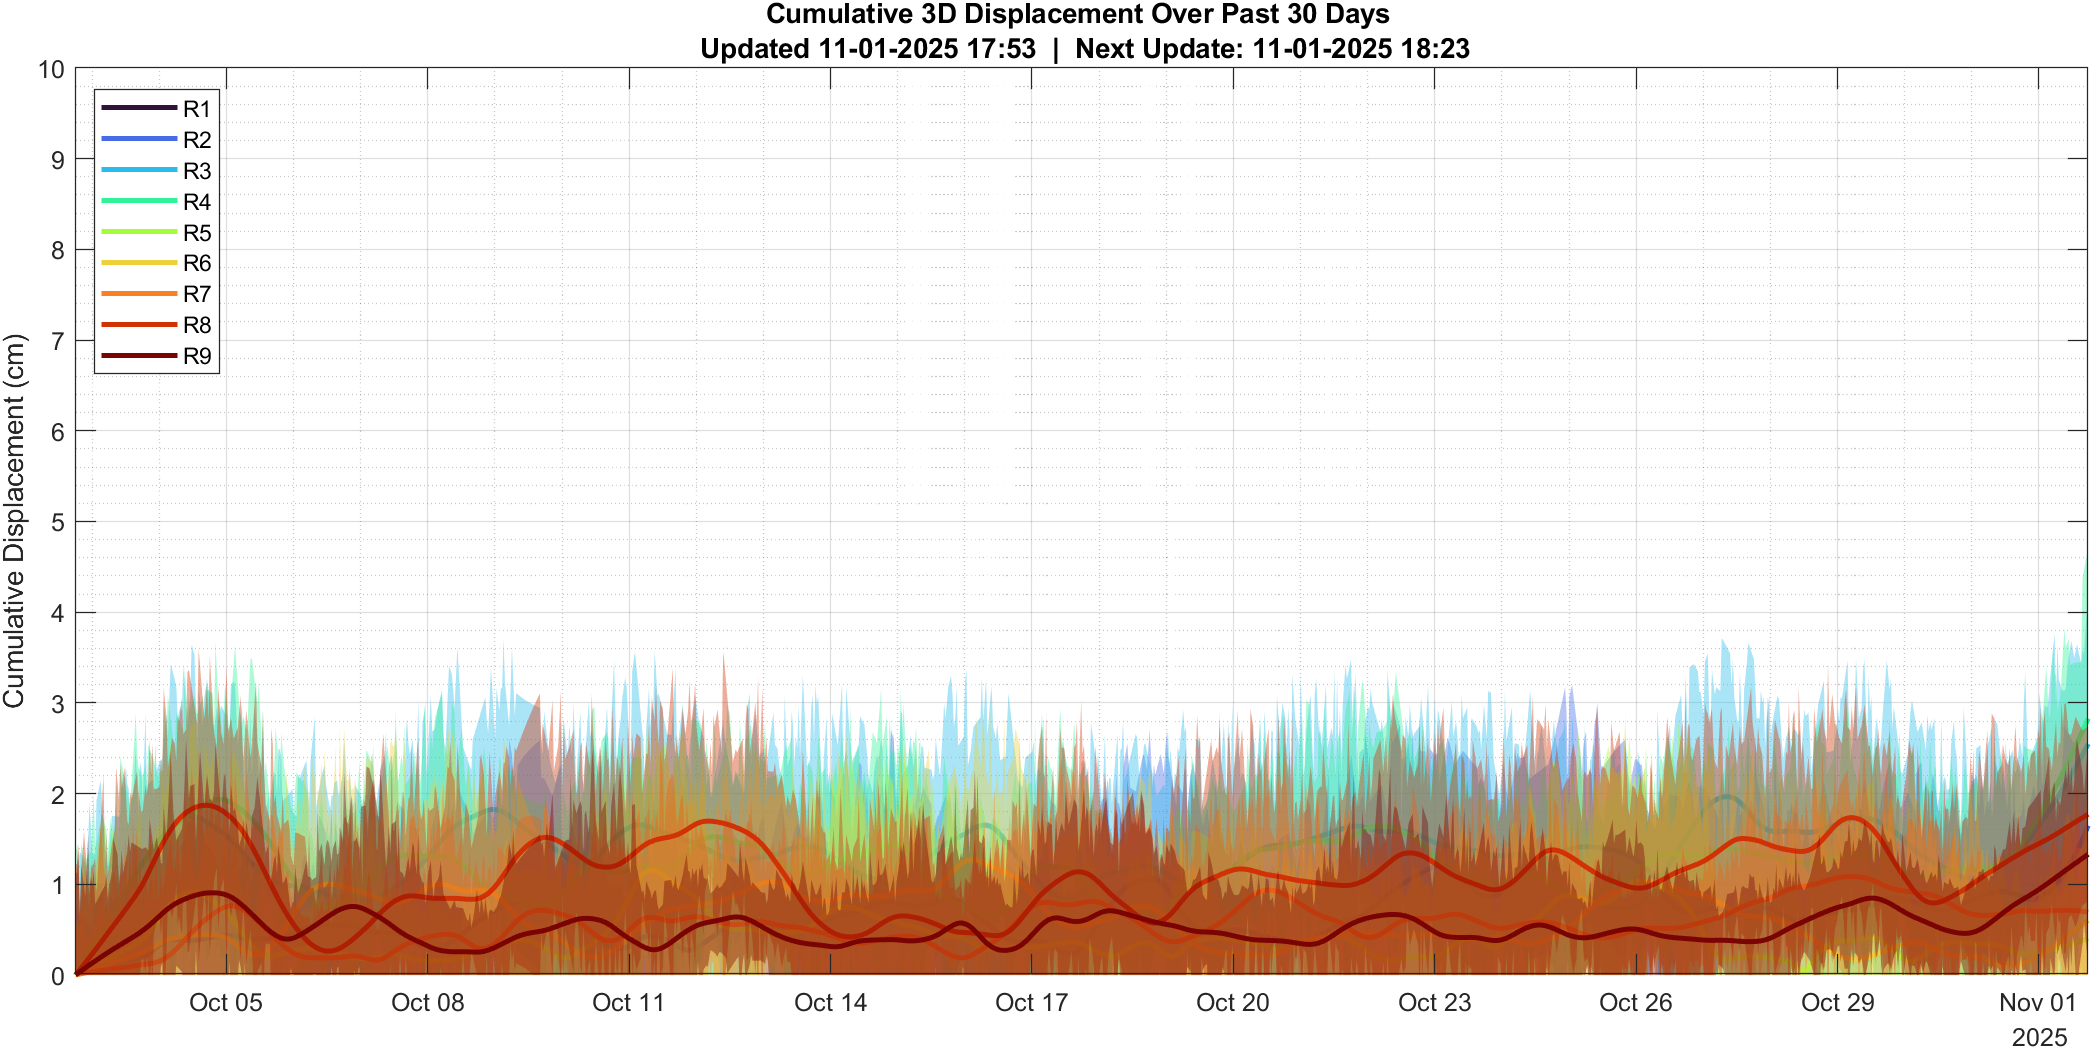 Cumulative 3D Displacement Over Past 30 Days
Updated 11-01-2025 17:53 | Next Update: 11-01-2025 18:23
Cumulative Displacement (cm)
10
9
8
7
6
5
4
3
2
1
0
R1
R2
R3
R4
R5
R6
R7
R8
R9
Oct 05 Oct 08 Oct 11 Oct 14 Oct 17 Oct 20 Oct 23 Oct 26 Oct 29 Nov 01
2025